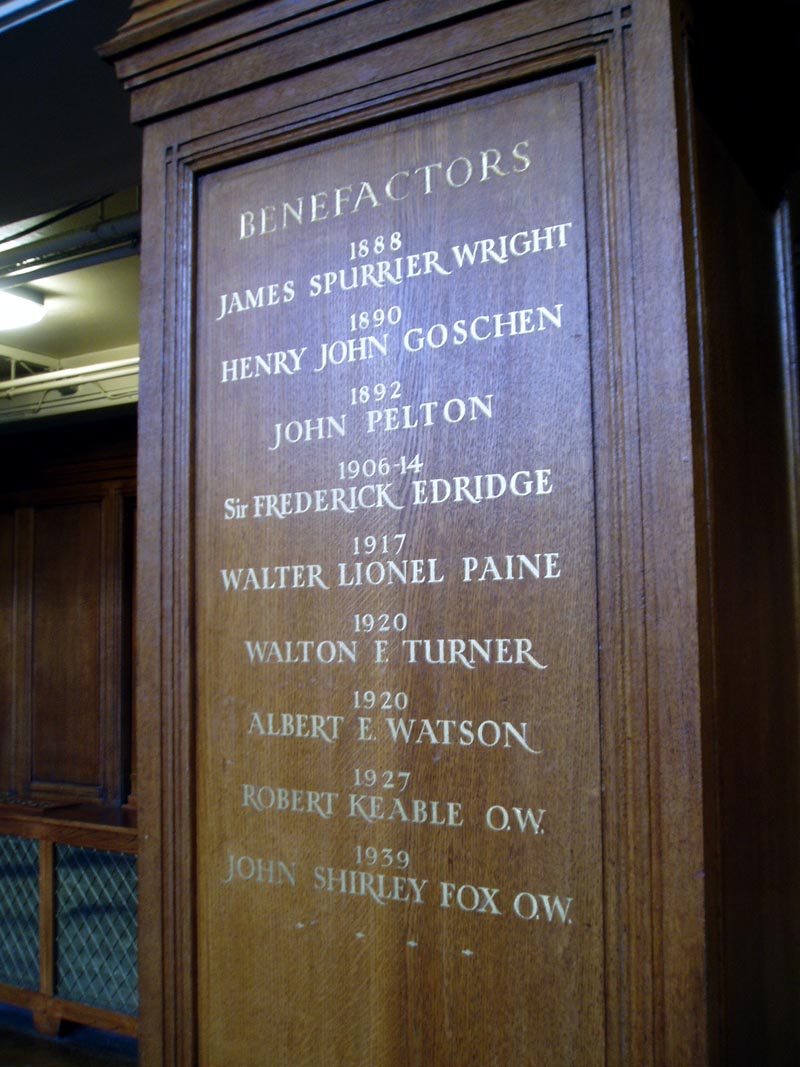 BENEFACTORS
1888
JAMES SPURRIER WRIGHT
1890
HENRY JOHN GOSCHEN
1892
JOHN PELTON
1906-14
Sir FREDERICK EDRIDGE
1917
WALTER LIONEL PAINE
1920
WALTON F. TURNER
1920
ALBERT E. WATSON
1927
ROBERT KEABLE O.W.
1939
JOHN SHIRLEY FOX O.W.